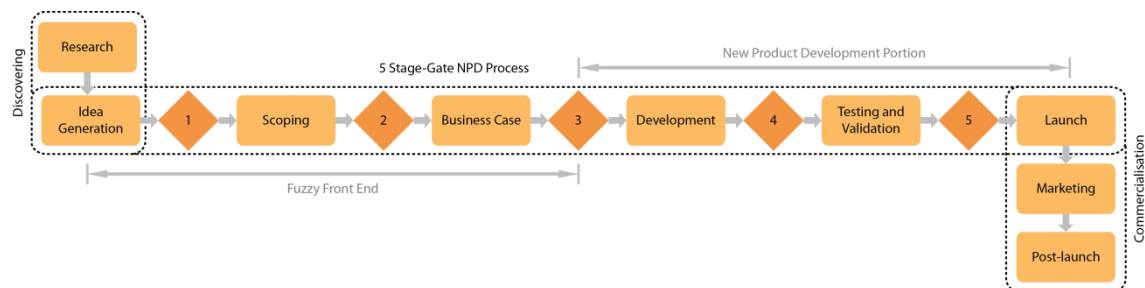 Discovering
Research
5 Stage-Gate NPD Process
New Product Development Portion
Idea
Generation
1
Scoping
2
Business Case
3
Development
4
Testing and
Validation
5
Launch
Fuzzy Front End
Marketing
Post-launch
Commercialisation